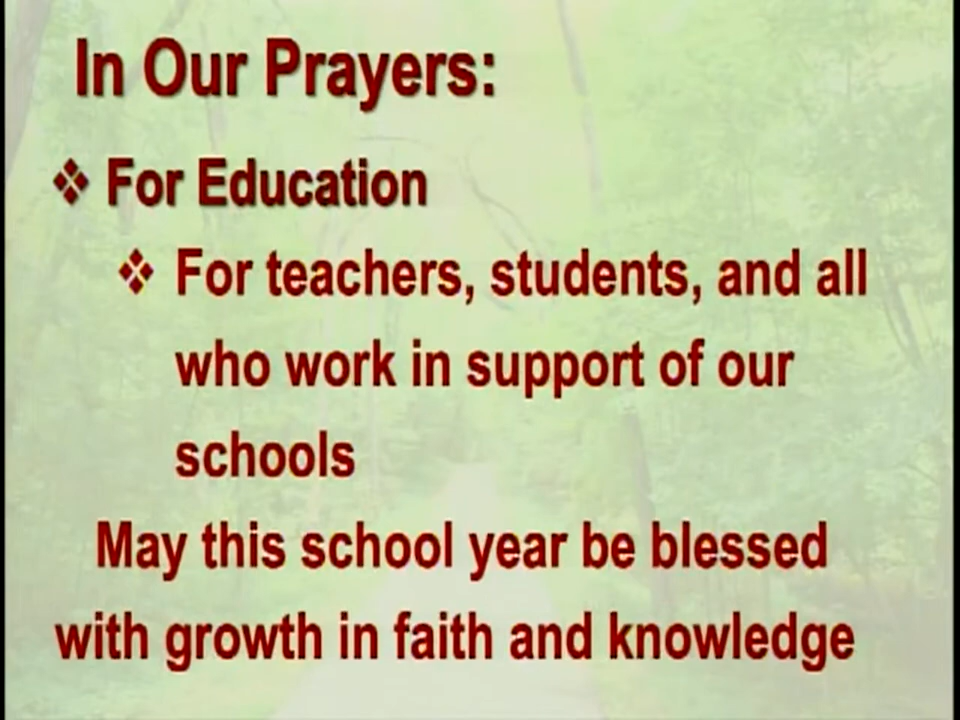 In Our Prayers:
❖ For Education
❖ For teachers, students, and all
who work in support of our
schools
May this school year be blessed
with growth in faith and knowledge